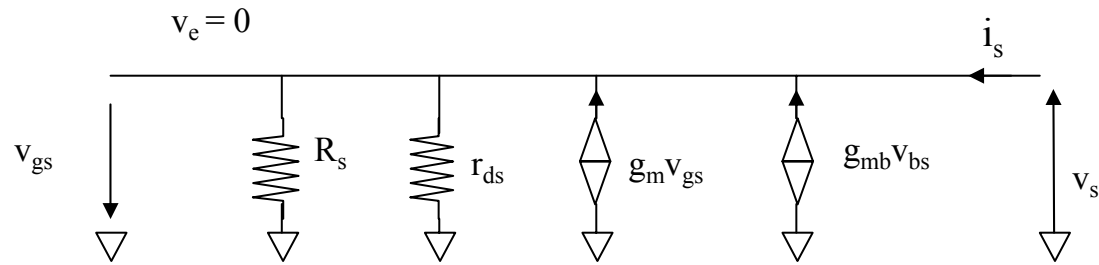 v_e = 0
i_s
v_gs
R_s
r_ds
g_m v_gs
g_mb v_bs
v_s